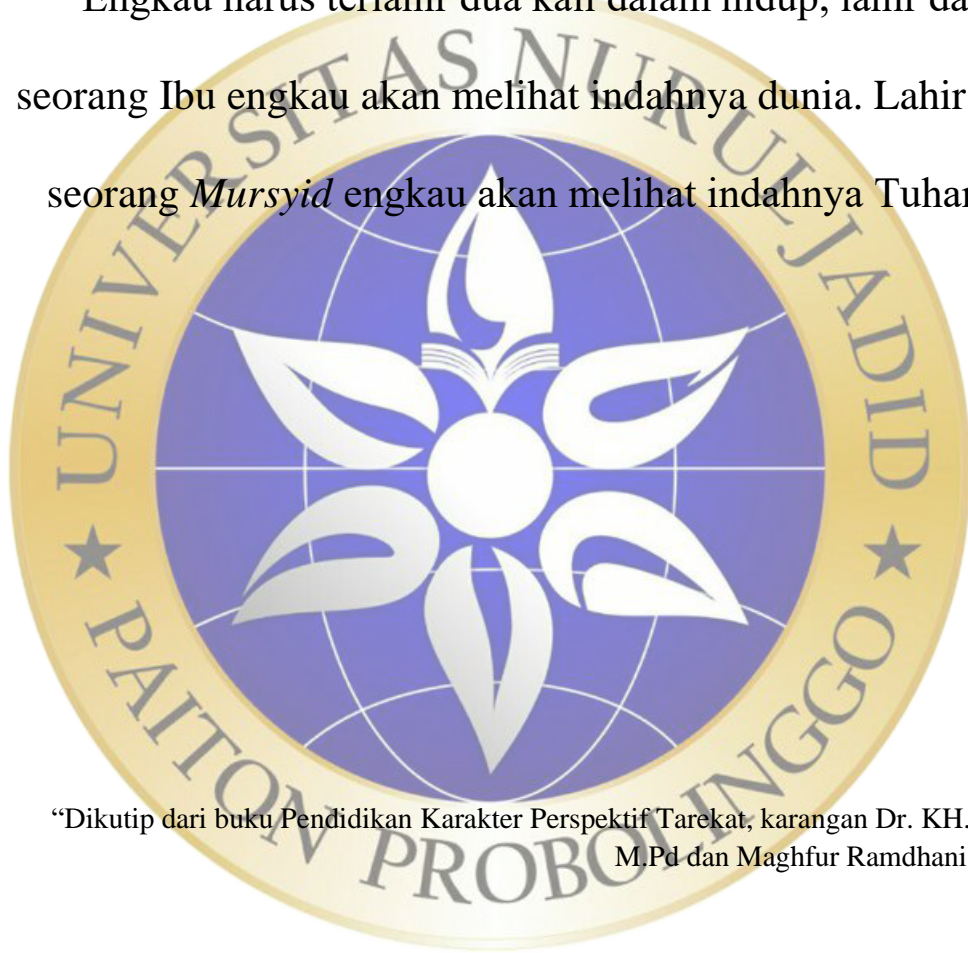 Engkau harus terlahir dua kali dalam hidup, lahir da
seorang Ibu engkau akan melihat indahnya dunia. Lahir
seorang Mursyid engkau akan melihat indahnya Tuhan
UNIVERSITAS NURUL JADID
★ PAITON PROBOLINGGO ★
“Dikutip dari buku Pendidikan Karakter Perspektif Tarekat, karangan Dr. KH.
M.Pd dan Maghfur Ramdhani